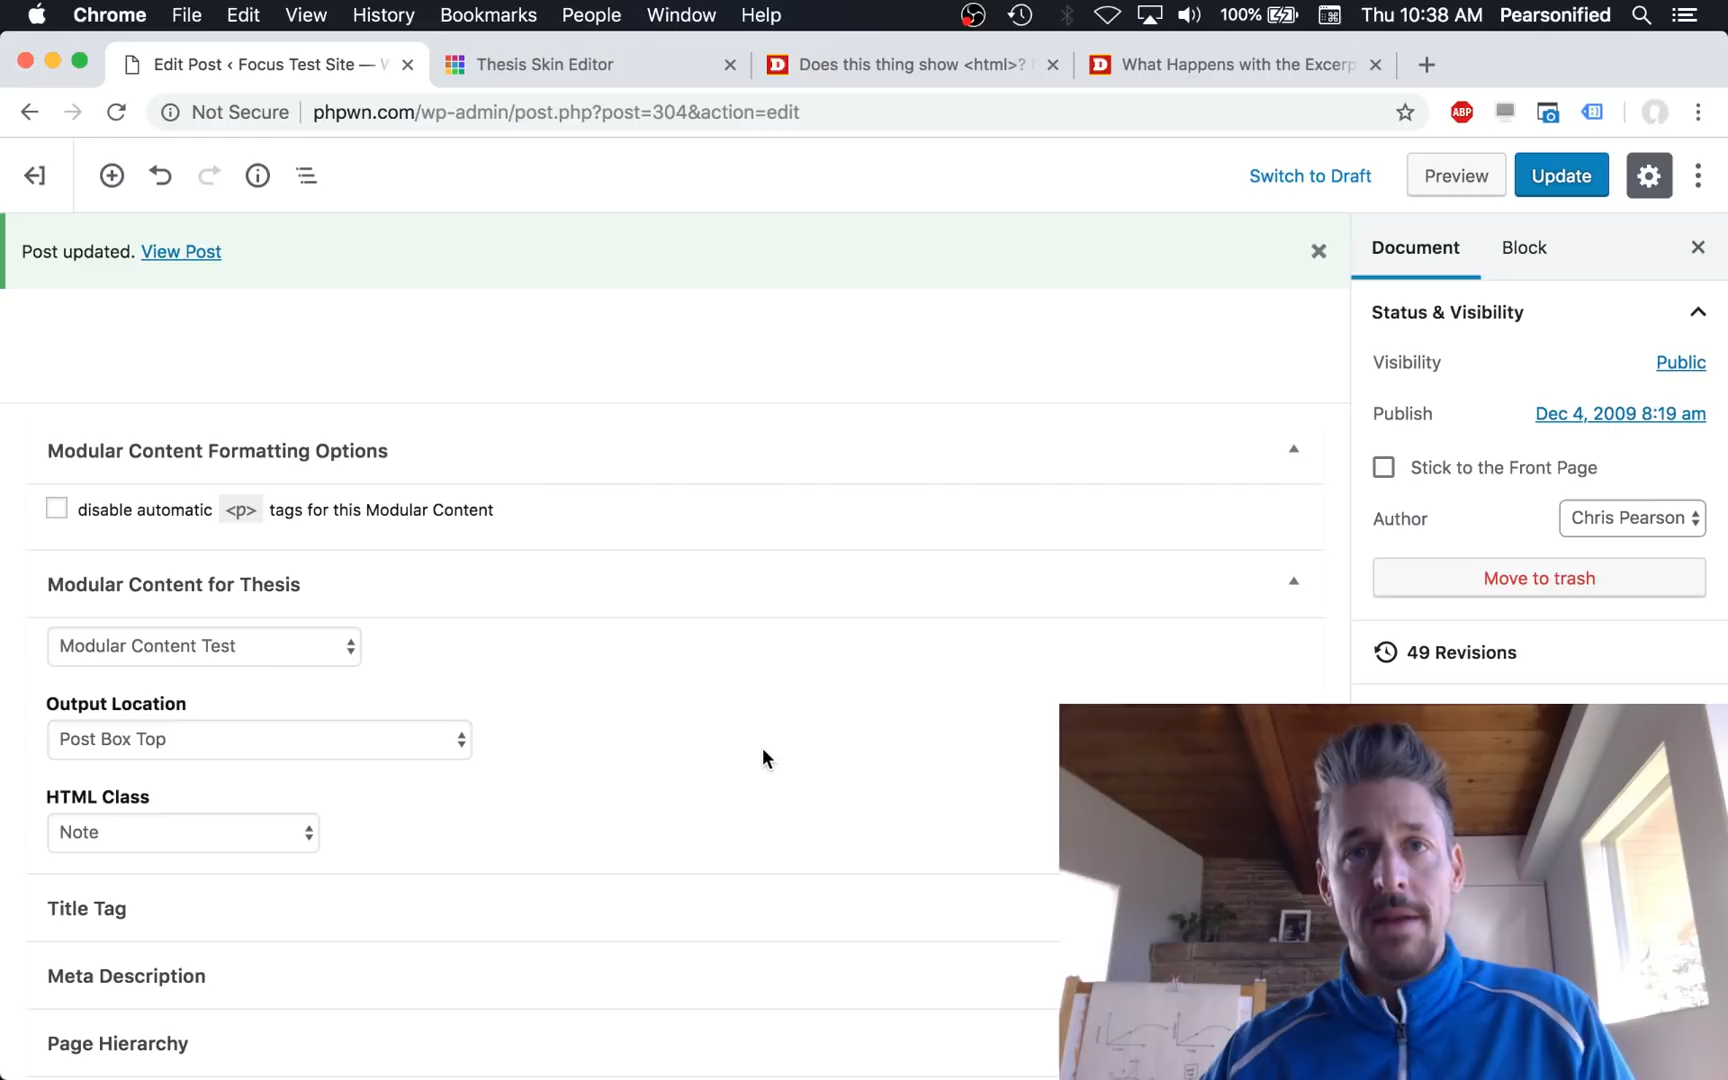 Chrome File Edit View History Bookmarks People Window Help 100% Thu 10:38 AM Pearsonified
Edit Post ‹ Focus Test Site — W Thesis Skin Editor Does this thing show <html>? What Happens with the Excerp
Not Secure phpwn.com/wp-admin/post.php?post=304&action=edit ABP
Switch to Draft Preview Update
Post updated. View Post
Document Block
Status & Visibility
Visibility Public
Publish Dec 4, 2009 8:19 am
Stick to the Front Page
Author Chris Pearson
Move to trash
49 Revisions
Modular Content Formatting Options
disable automatic <p> tags for this Modular Content
Modular Content for Thesis
Modular Content Test
Output Location
Post Box Top
HTML Class
Note
Title Tag
Meta Description
Page Hierarchy